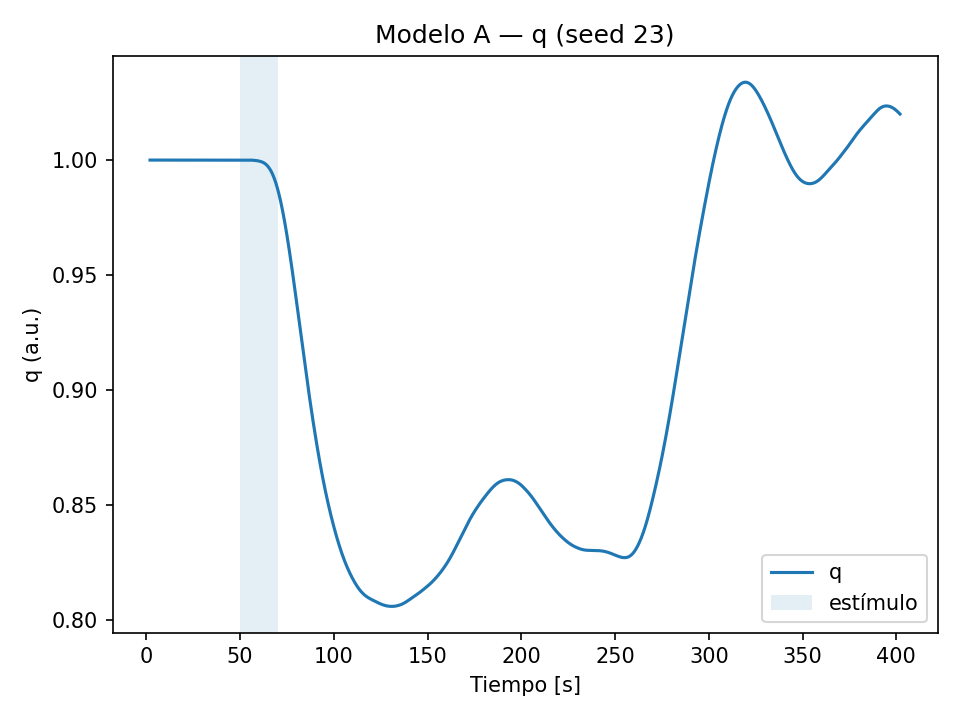 Modelo A — q (seed 23)
q (a.u.)
1.00
0.95
0.90
0.85
0.80
q
estímulo
0 50 100 150 200 250 300 350 400
Tiempo [s]